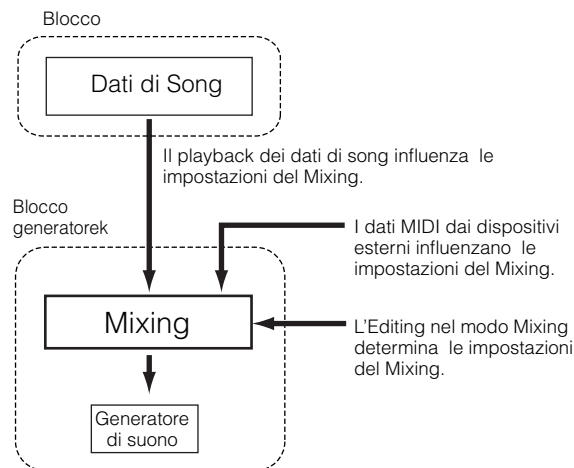 Blocco
Dati di Song
Il playback dei dati di song influenza le
impostazioni del Mixing.
Blocco
generatorek
I dati MIDI dai dispositivi
esterni influenzano le
impostazioni del Mixing.
Mixing
L'Editing nel modo Mixing
determina le impostazioni
del Mixing.
Generatore
di suono